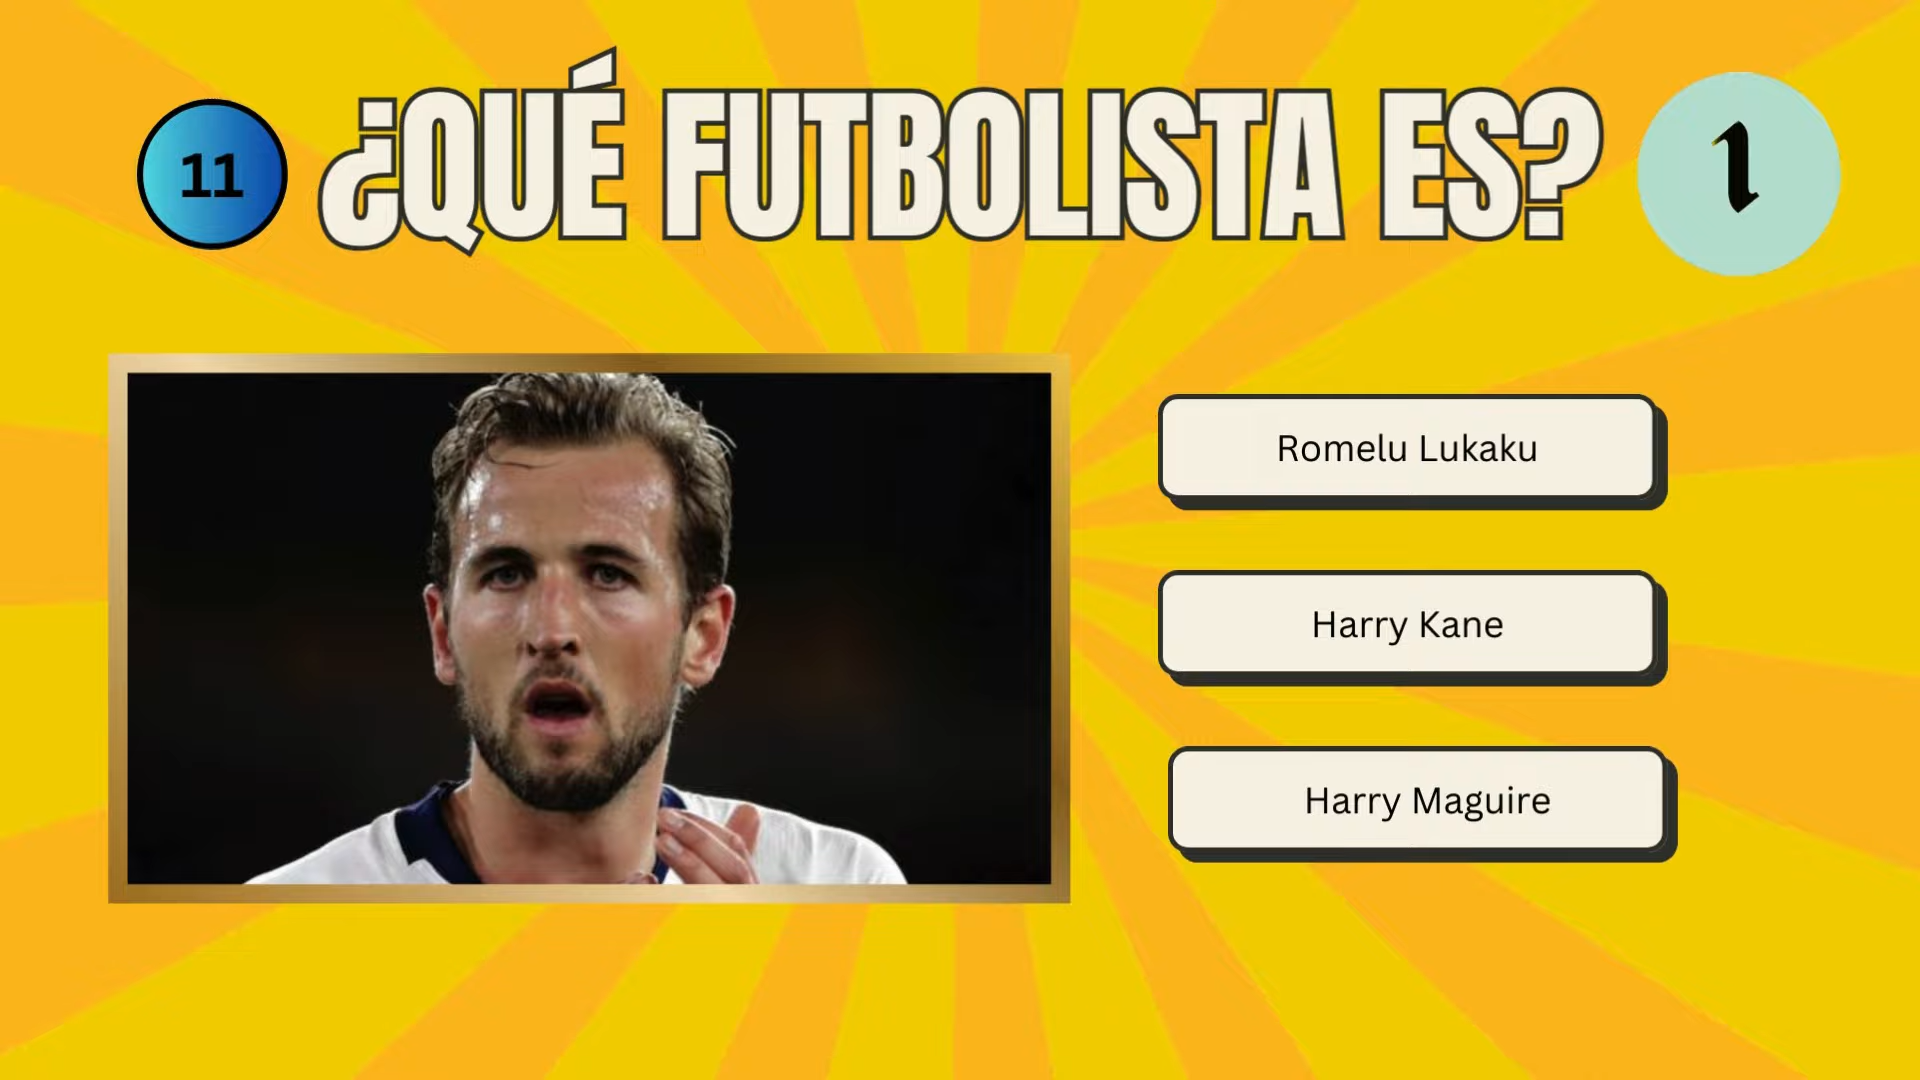 11
¿QUÉ FUTBOLISTA ES?
1
Romelu Lukaku
Harry Kane
Harry Maguire